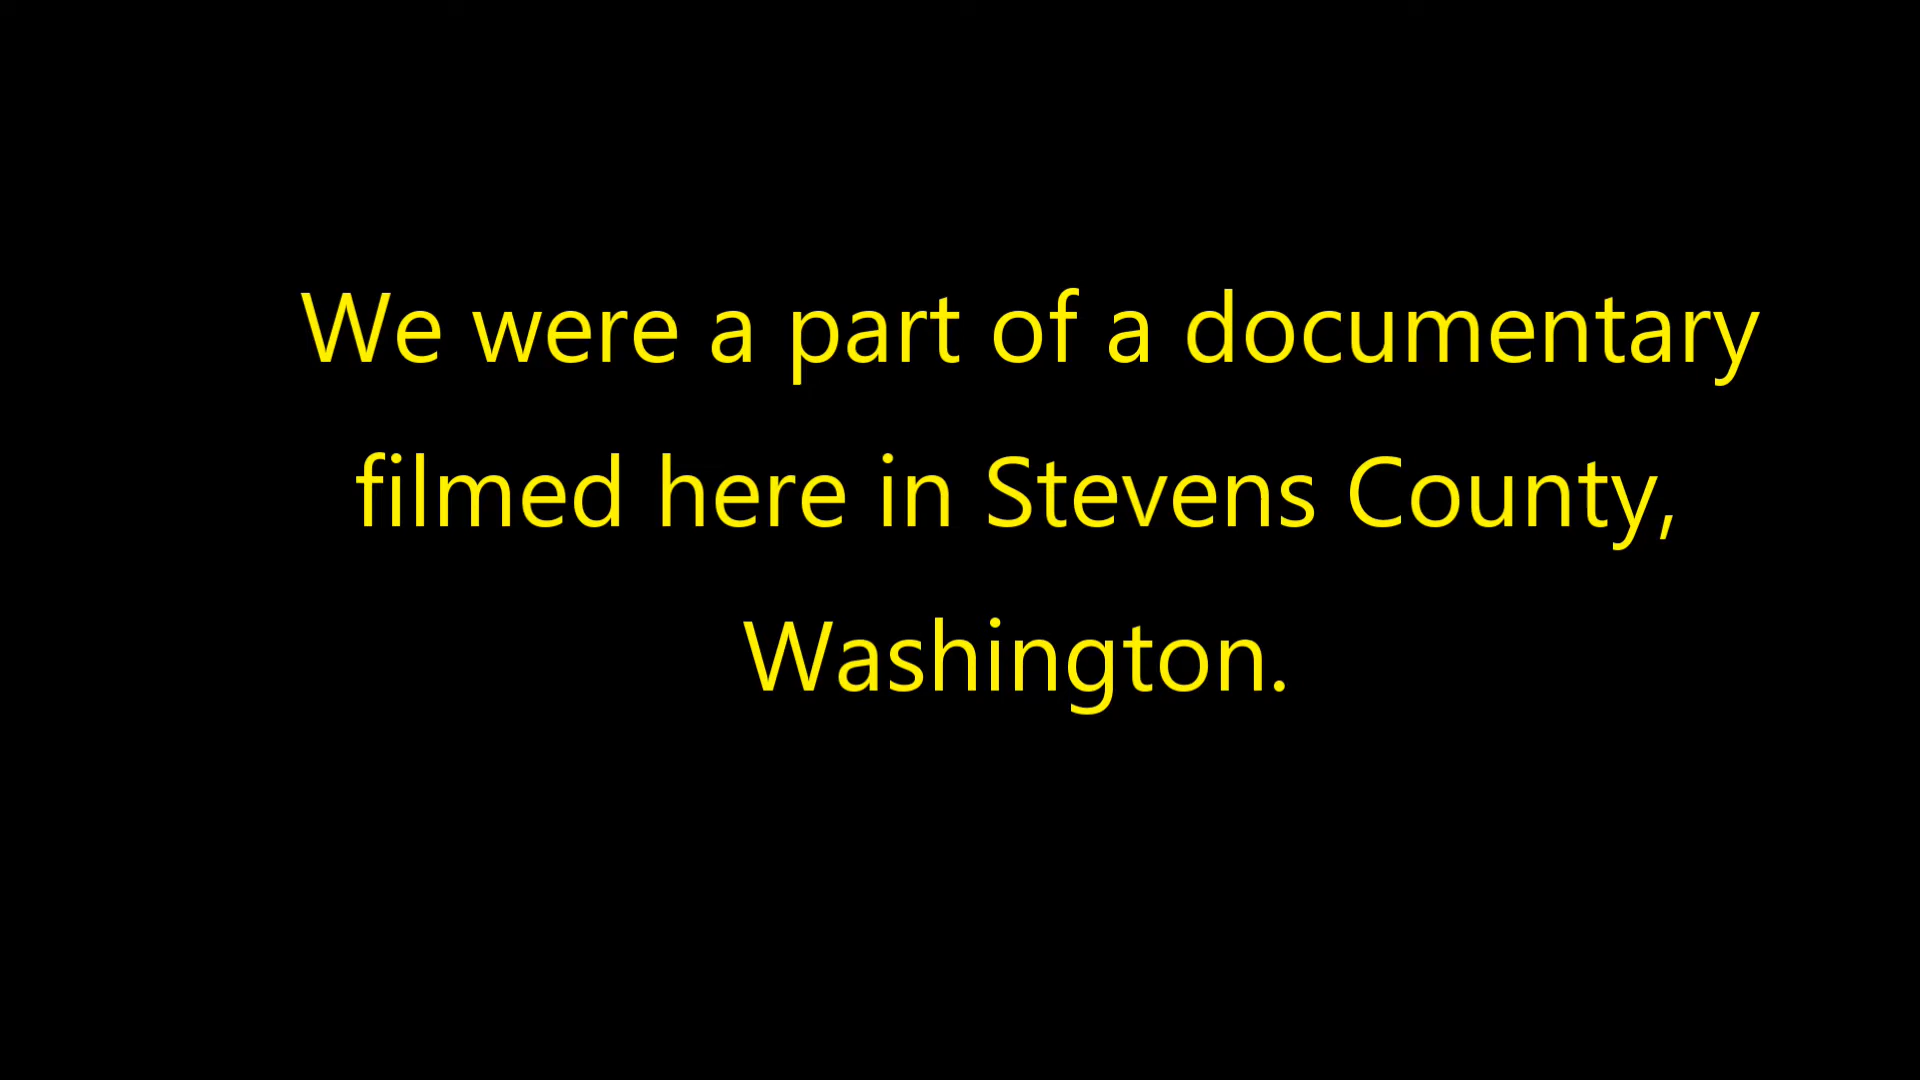 We were a part of a documentary
filmed here in Stevens County,
Washington.